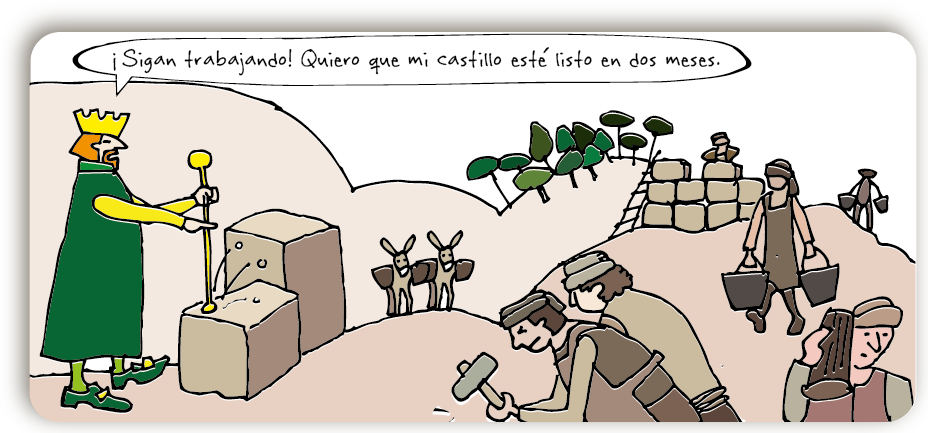 ¡Sigan trabajando! Quiero que mi castillo esté listo en dos meses.